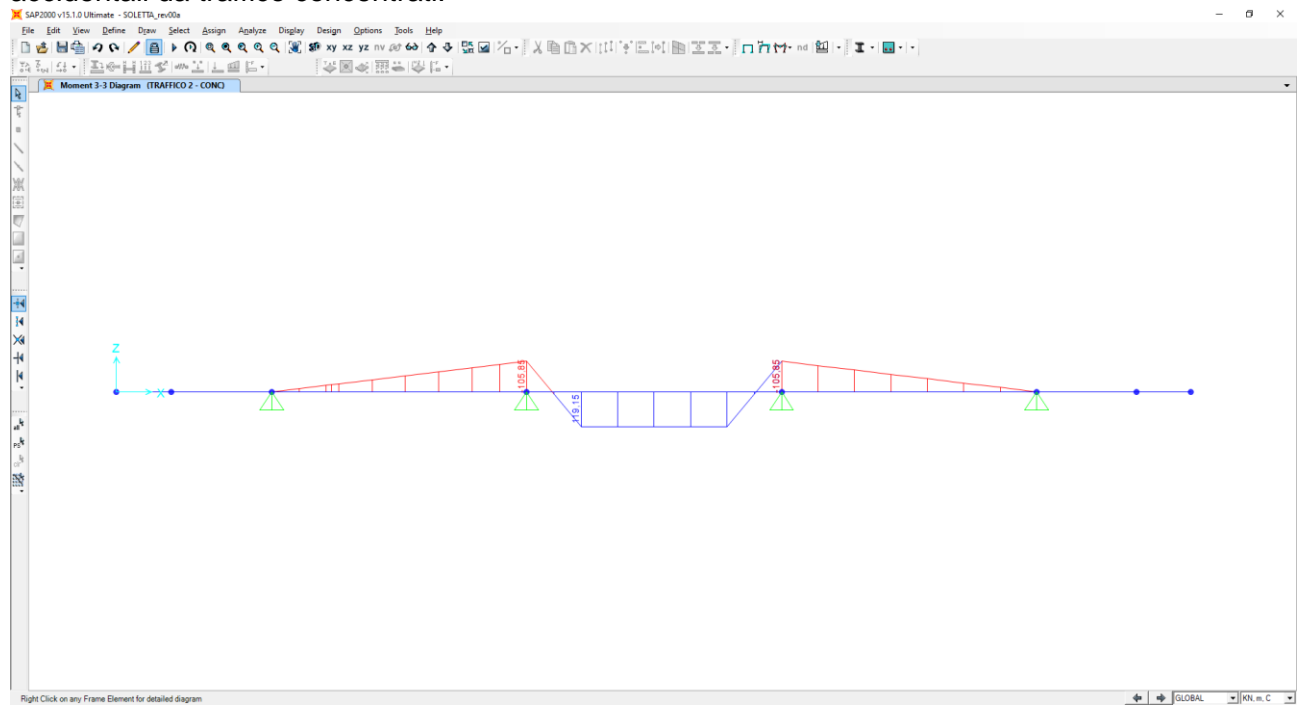 SAP2000 v15.1.0 Ultimate - SOLETTA_rev00a
File Edit View Define Draw Select Assign Analyze Display Design Options Tools Help
xy xz yz nv nd
Moment 3-3 Diagram (TRAFFICO 2 - CONC)
Z
X
-105.85
119.15
-105.85
Right Click on any Frame Element for detailed diagram
GLOBAL
KN, m, C